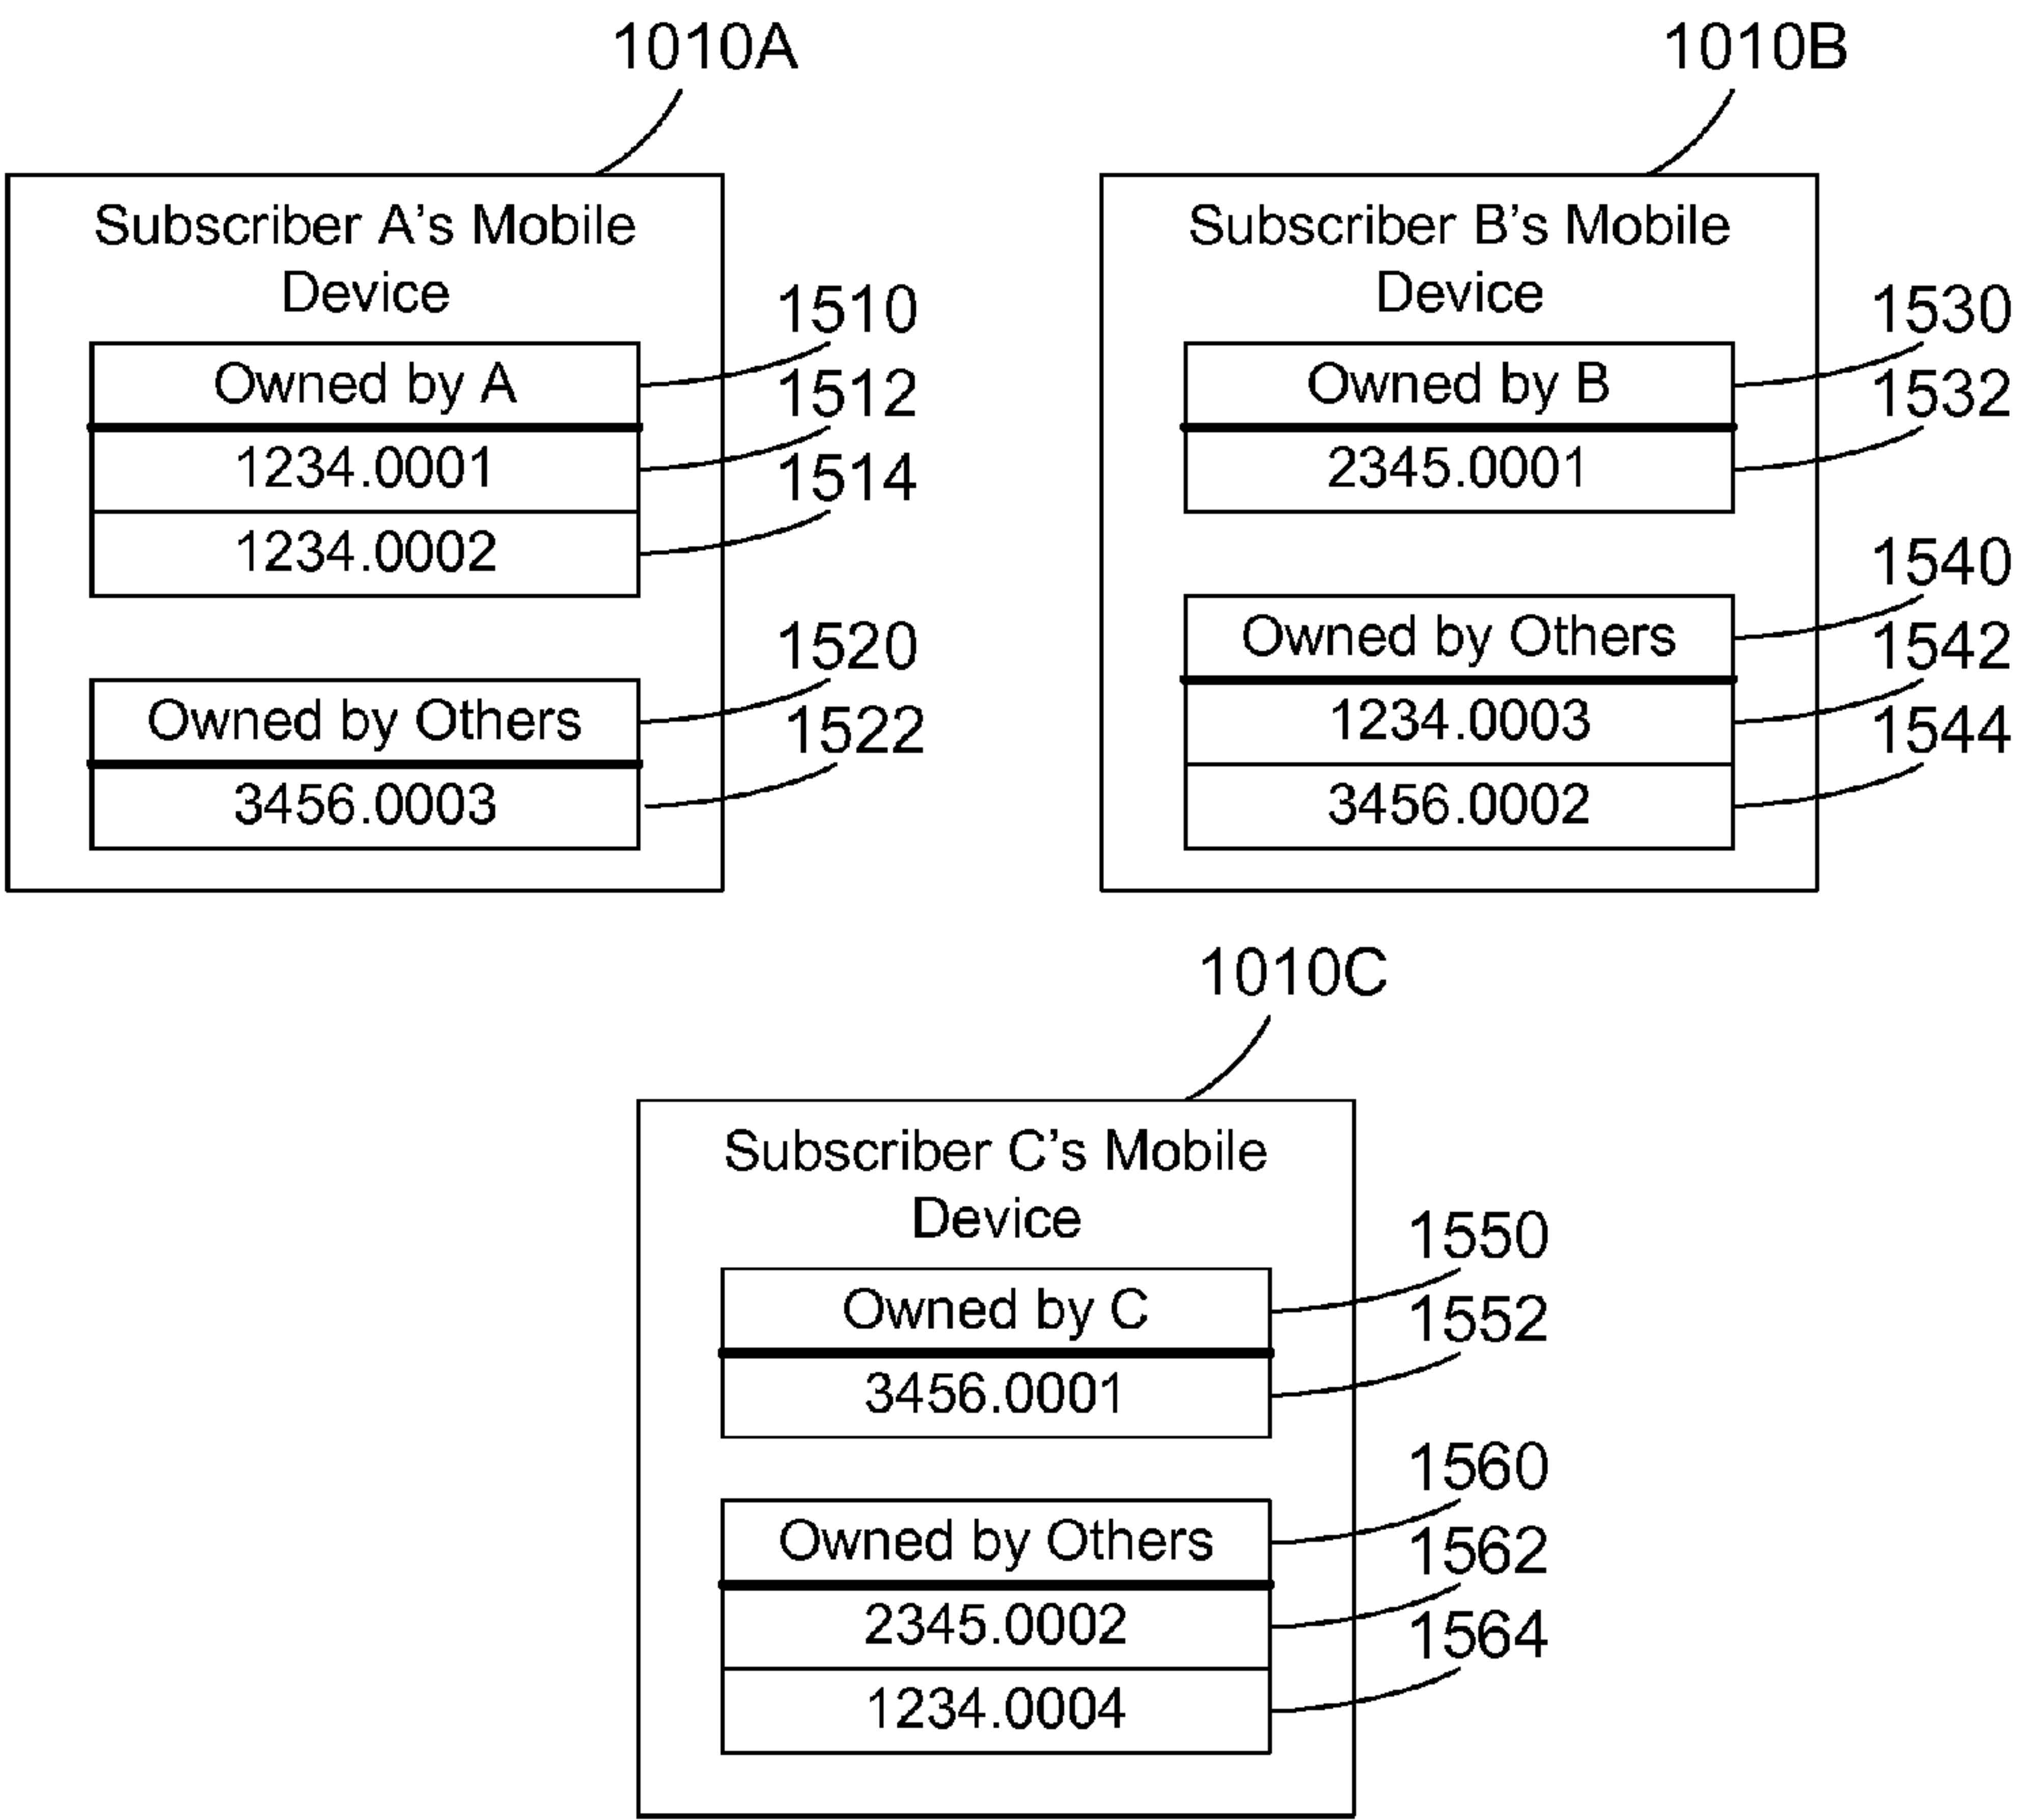 1010A
Subscriber A's Mobile
Device
Owned by A
1510
1234.0001
1512
1234.0002
1514
Owned by Others
1520
3456.0003
1522
1010B
Subscriber B's Mobile
Device
Owned by B
1530
2345.0001
1532
Owned by Others
1540
1234.0003
1542
3456.0002
1544
1010C
Subscriber C's Mobile
Device
Owned by C
1550
3456.0001
1552
Owned by Others
1560
2345.0002
1562
1234.0004
1564